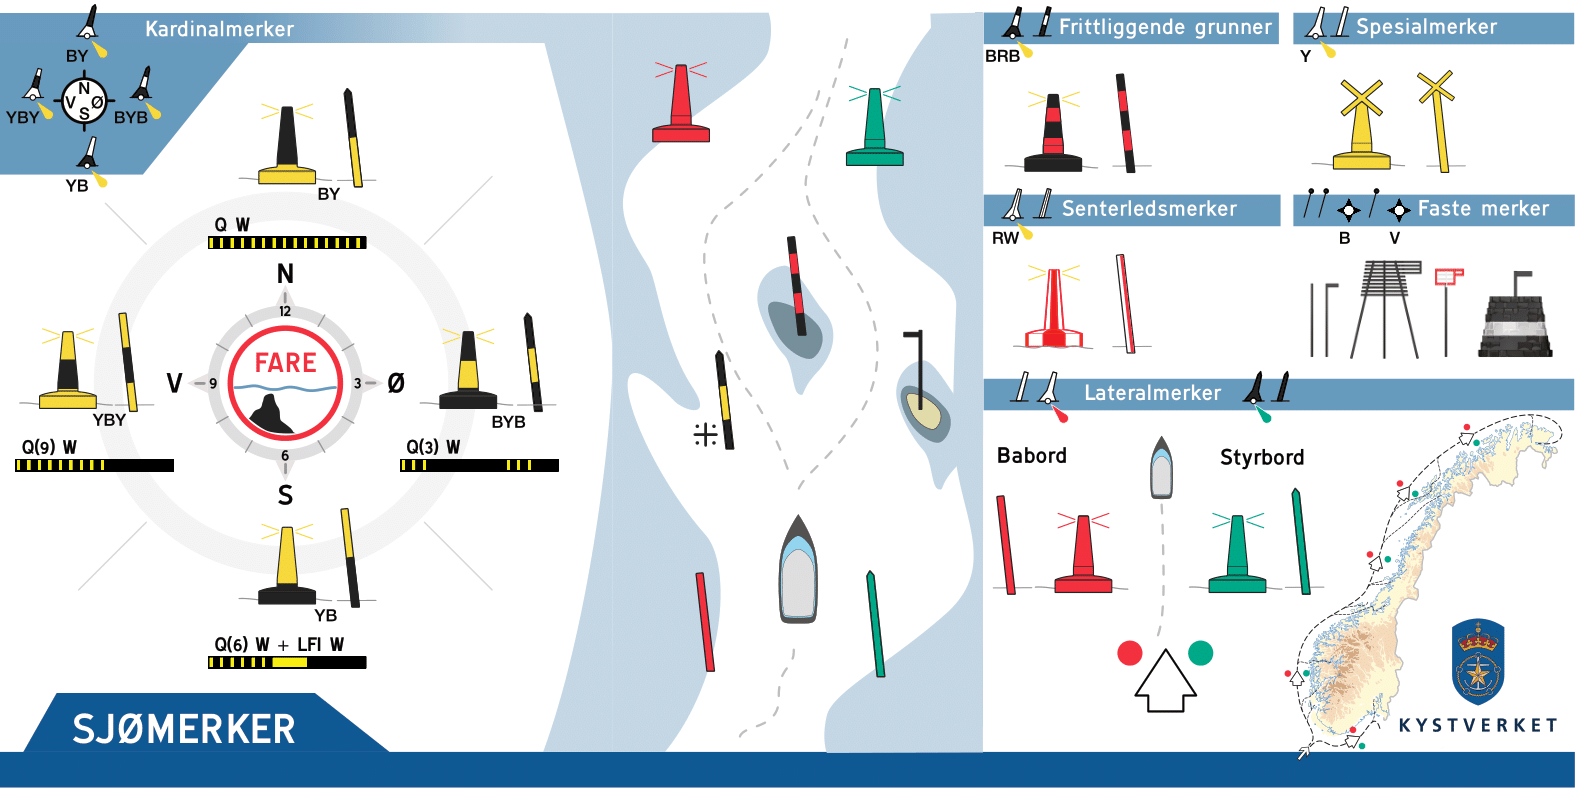 Kardinalmerker
BY
N
V Ø
S
YBY
BYB
YB
BY
Q W
N
12
FARE
V
9
3
Ø
6
S
YBY
Q(9) W
BYB
Q(3) W
YB
Q(6) W + LFI W
SJØMERKER
Frittliggende grunner
BRB
Spesialmerker
Y
Senterledsmerker
RW
Faste merker
B
V
Lateralmerker
Babord
Styrbord
KYSTVERKET